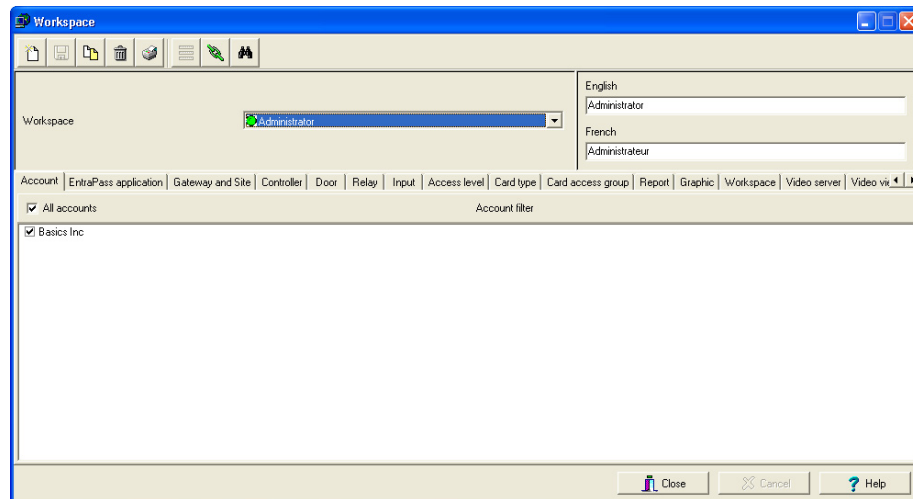 Workspace
English
Administrator
Workspace
Administrator
French
Administrateur
Account EntraPass application Gateway and Site Controller Door Relay Input Access level Card type Card access group Report Graphic Workspace Video server Video
All accounts Account filter
Basics Inc
Close Cancel Help